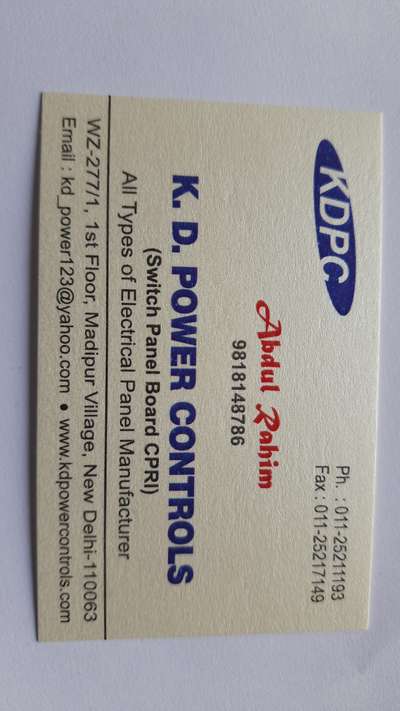 KDPC
Ph. : 011-25211193
Fax : 011-25217149
Abdul Rahim
9818148786
K. D. POWER CONTROLS
(Switch Panel Board CPRI)
All Types of Electrical Panel Manufacturer
WZ-277/1, 1st Floor, Madipur Village, New Delhi-110063
Email : kd_power123@yahoo.com ● www.kdpowercontrols.com